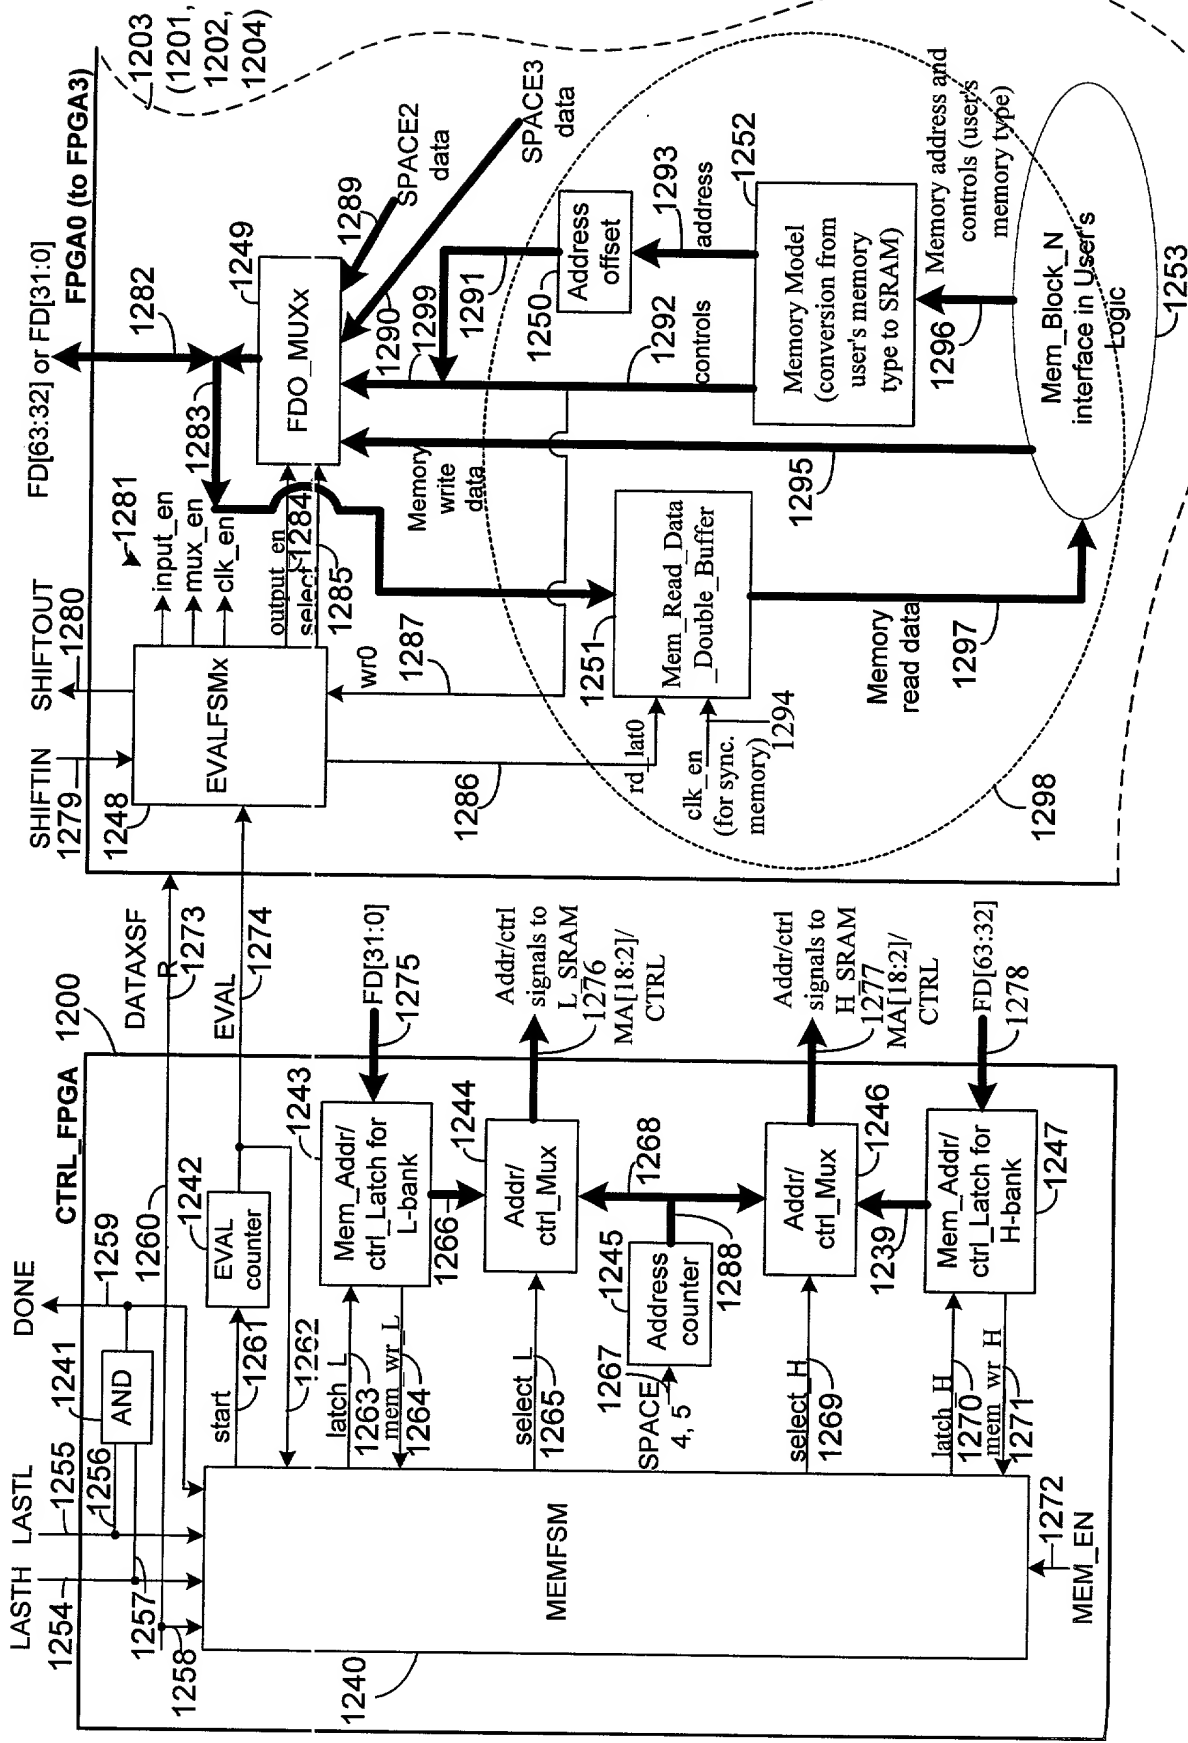 LASTH
LASTL
DONE
1254
1255
1256
1257
1258
1241
AND
1259
1260
CTRL_FPGA
1200
MEMFSM
1240
MEM_EN
1272
start
1261
1262
EVAL
counter
1242
latch_L
1263
mem_wr_L
1264
Mem_Addr/
ctrl_Latch for
L-bank
1243
1266
select_L
1265
Addr/
ctrl_Mux
1244
SPACE
4, 5
1267
Address
counter
1245
1288
1268
select_H
1269
Addr/
ctrl_Mux
1246
1239
latch_H
1270
mem_wr_H
1271
Mem_Addr/
ctrl_Latch for
H-bank
1247
DATAXSF
R
1273
EVAL
1274
FD[31:0]
1275
Addr/ctrl
signals to
L_SRAM
1276
MA[18:2]/
CTRL
Addr/ctrl
signals to
H_SRAM
1277
MA[18:2]/
CTRL
FD[63:32]
1278
SHIFTIN
1279
SHIFTOUT
1280
FD[63:32] or FD[31:0]
FPGA0 (to FPGA3)
1203
(1201,
1202,
1204)
1248
EVALFSMx
1281
input_en
mux_en
clk_en
output_en
select
1284
1285
1283
1282
1249
FDO_MUXx
1289
SPACE2
data
SPACE3
data
1290
1299
1291
wr0
1287
1286
Memory
write data
rd_lat0
clk_en
(for sync.
memory)
1294
1251
Mem_Read_Data
_Double_Buffer
1250
Address
offset
1293
address
1292
controls
1252
Memory Model
(conversion from
user's memory
type to SRAM)
1295
1296
Memory address and
controls (user's
memory type)
Memory
read data
1297
1298
Mem_Block_N
interface in User's
Logic
1253